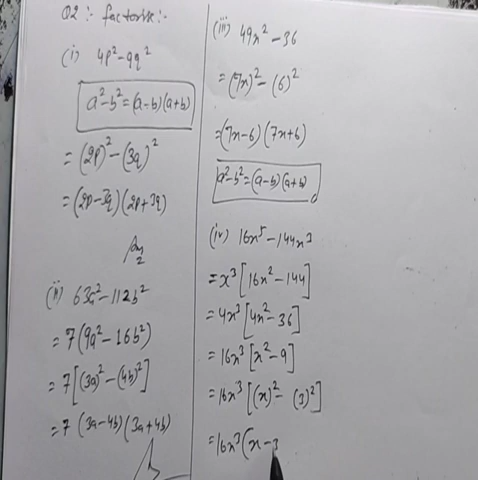 Q2 :- factorise :-
(i) 4p² - 9q²
a² - b² = (a-b)(a+b)
= (2p)² - (3q)²
= (2p-3q)(2p+3q)
(ii) 63a² - 112b²
= 7(9a² - 16b²)
= 7[(3a)² - (4b)²]
= 7 (3a-4b)(3a+4b)
(iii) 49x² - 36
= (7x)² - (6)²
= (7x-6)(7x+6)
a² - b² = (a-b)(a+b)
(iv) 16x⁵ - 144x³
= x³[16x² - 144]
= 4x³[4x² - 36]
= 16x³[x² - 9]
= 16x³[(x)² - (3)²]
= 16x³(x - 3